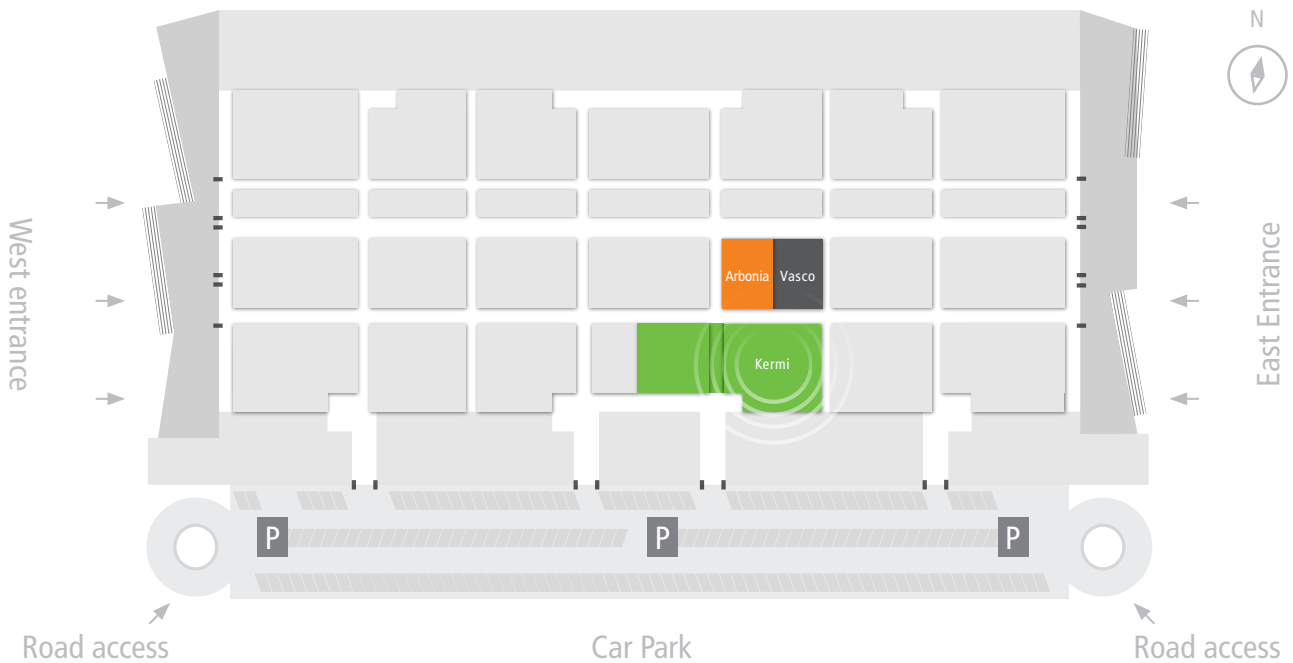 N
West entrance
East Entrance
Arbonia
Vasco
Kermi
P
P
P
Road access
Car Park
Road access